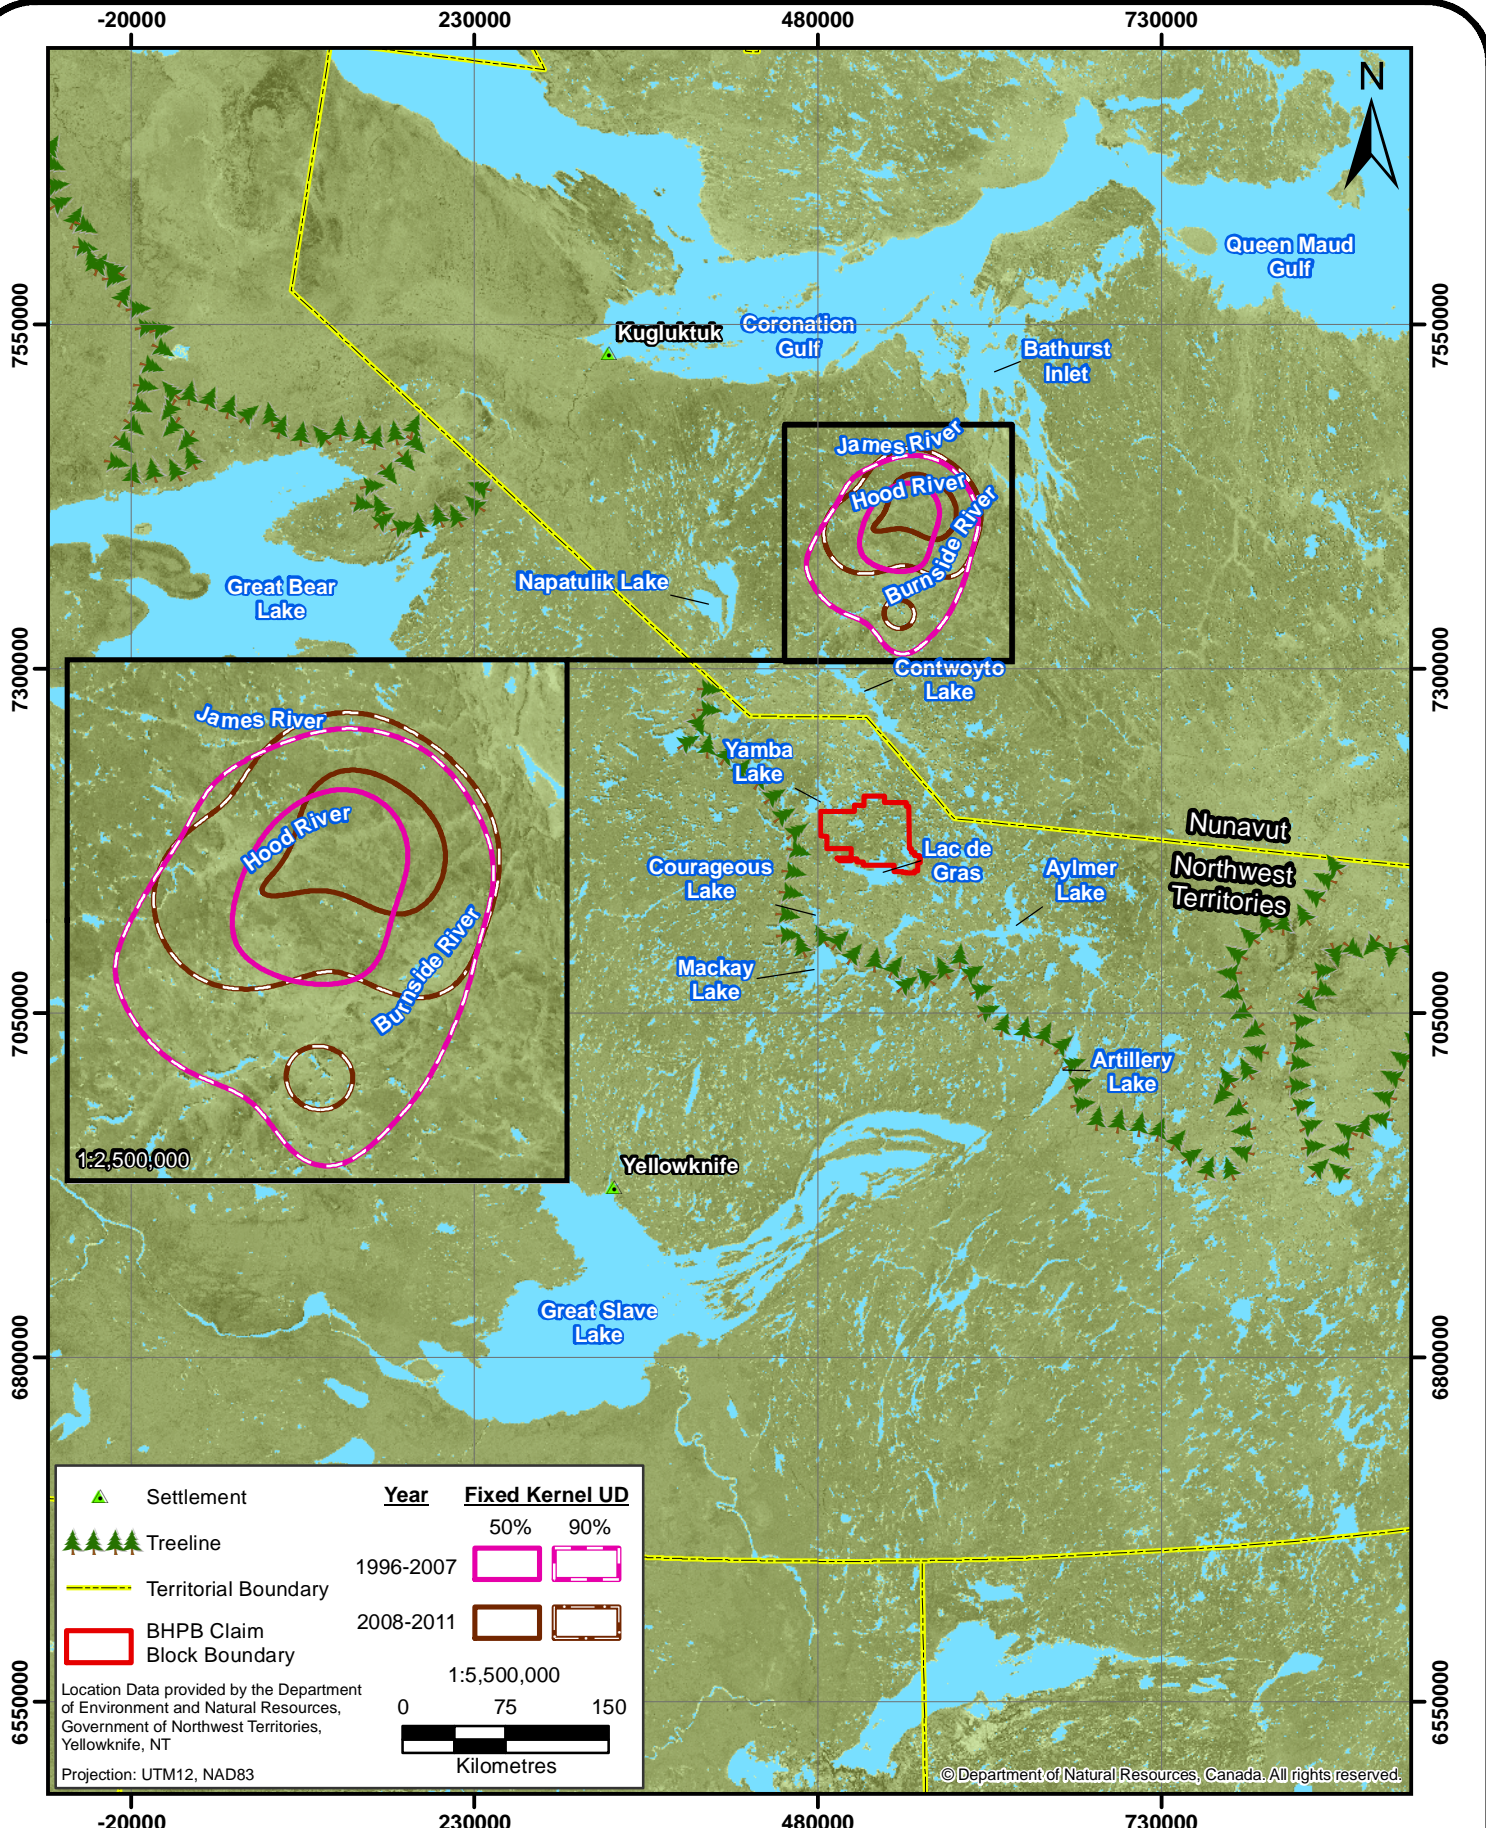 -20000
230000
480000
730000
N
Queen Maud
Gulf
7550000
7550000
Kugluktuk
Coronation
Gulf
Bathurst
Inlet
James River
Hood River
Burnside River
Napatulik Lake
Great Bear
Lake
7300000
7300000
Contwoyto
Lake
James River
Hood River
Burnside River
1:2,500,000
Yamba
Lake
Nunavut
Northwest
Territories
Courageous
Lake
Lac de
Gras
Aylmer
Lake
Mackay
Lake
7050000
7050000
Artillery
Lake
Yellowknife
Great Slave
Lake
6800000
6800000
Settlement
Treeline
Territorial Boundary
BHPB Claim
Block Boundary
Year
Fixed Kernel UD
50%
90%
1996-2007
2008-2011
1:5,500,000
0
75
150
Kilometres
Location Data provided by the Department
of Environment and Natural Resources,
Government of Northwest Territories,
Yellowknife, NT
Projection: UTM12, NAD83
6550000
6550000
© Department of Natural Resources, Canada. All rights reserved.
-20000
230000
480000
730000